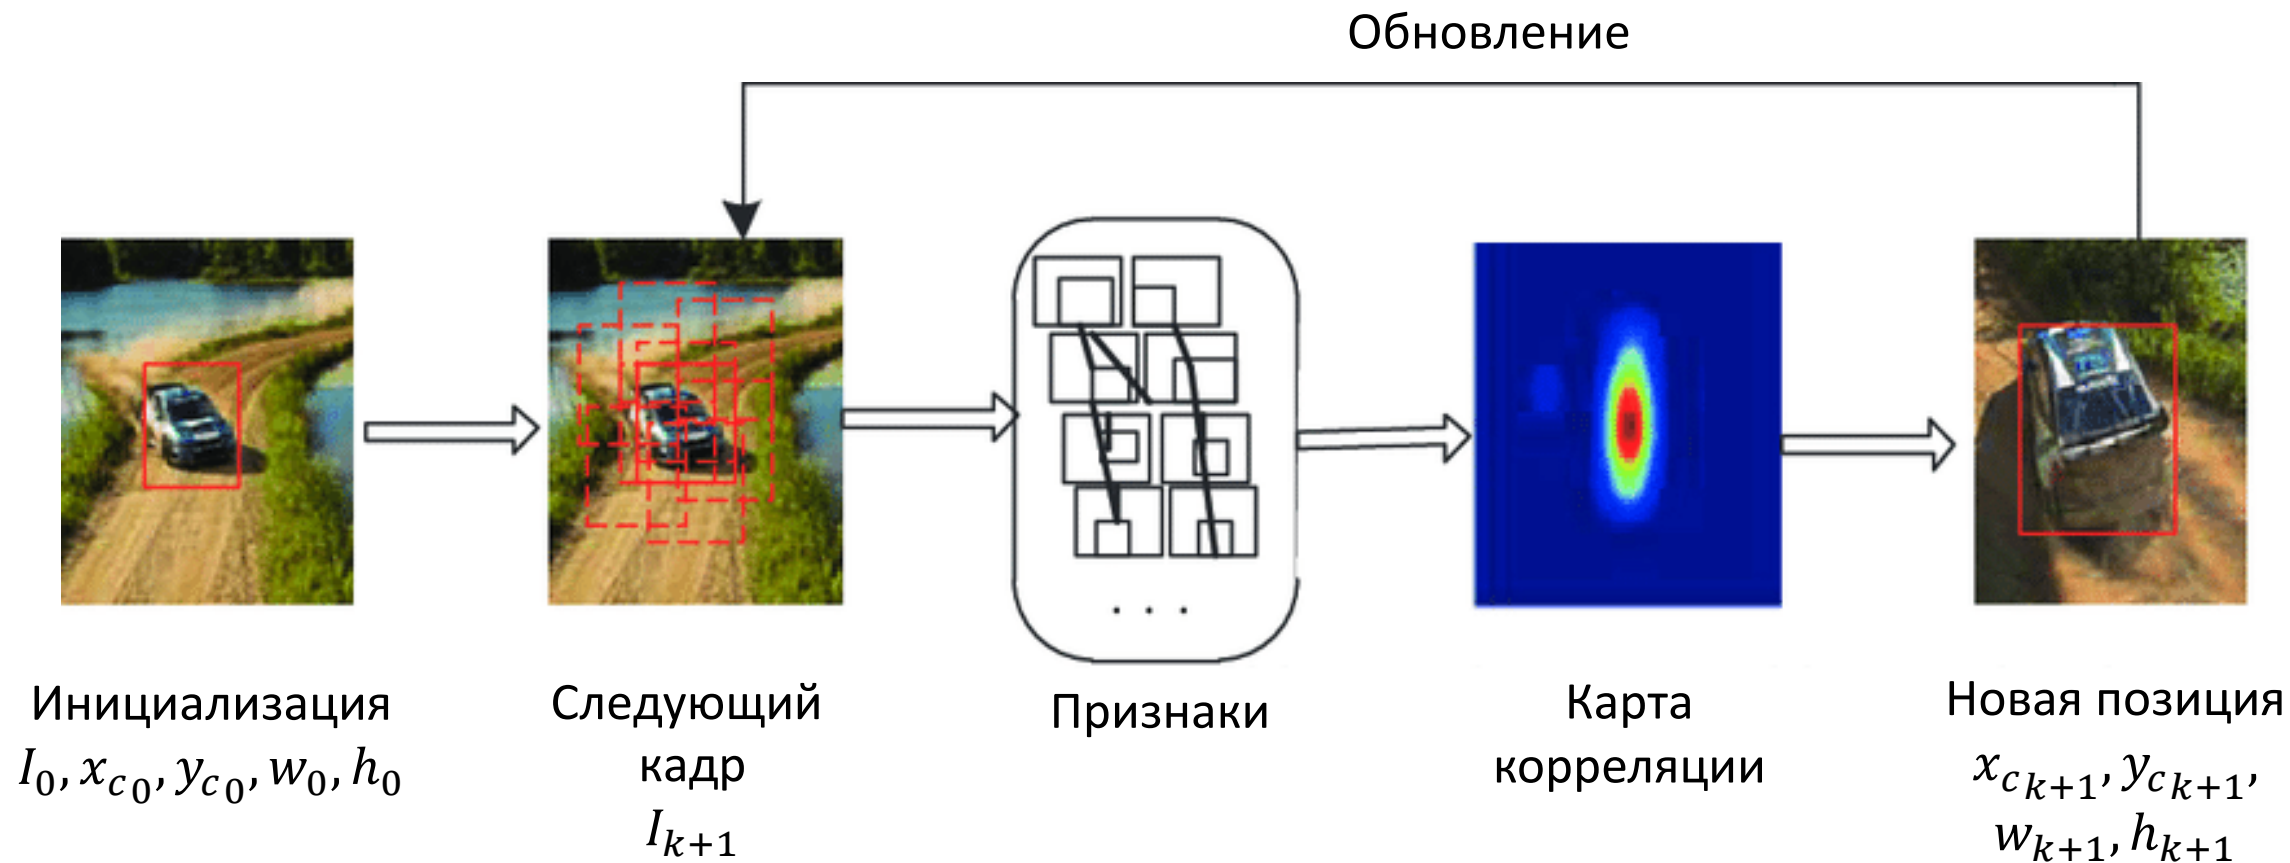 Обновление
Инициализация
I₀, x_c₀, y_c₀, w₀, h₀
Следующий
кадр
I_{k+1}
Признаки
. . .
Карта
корреляции
Новая позиция
x_{c_{k+1}}, y_{c_{k+1}},
w_{k+1}, h_{k+1}